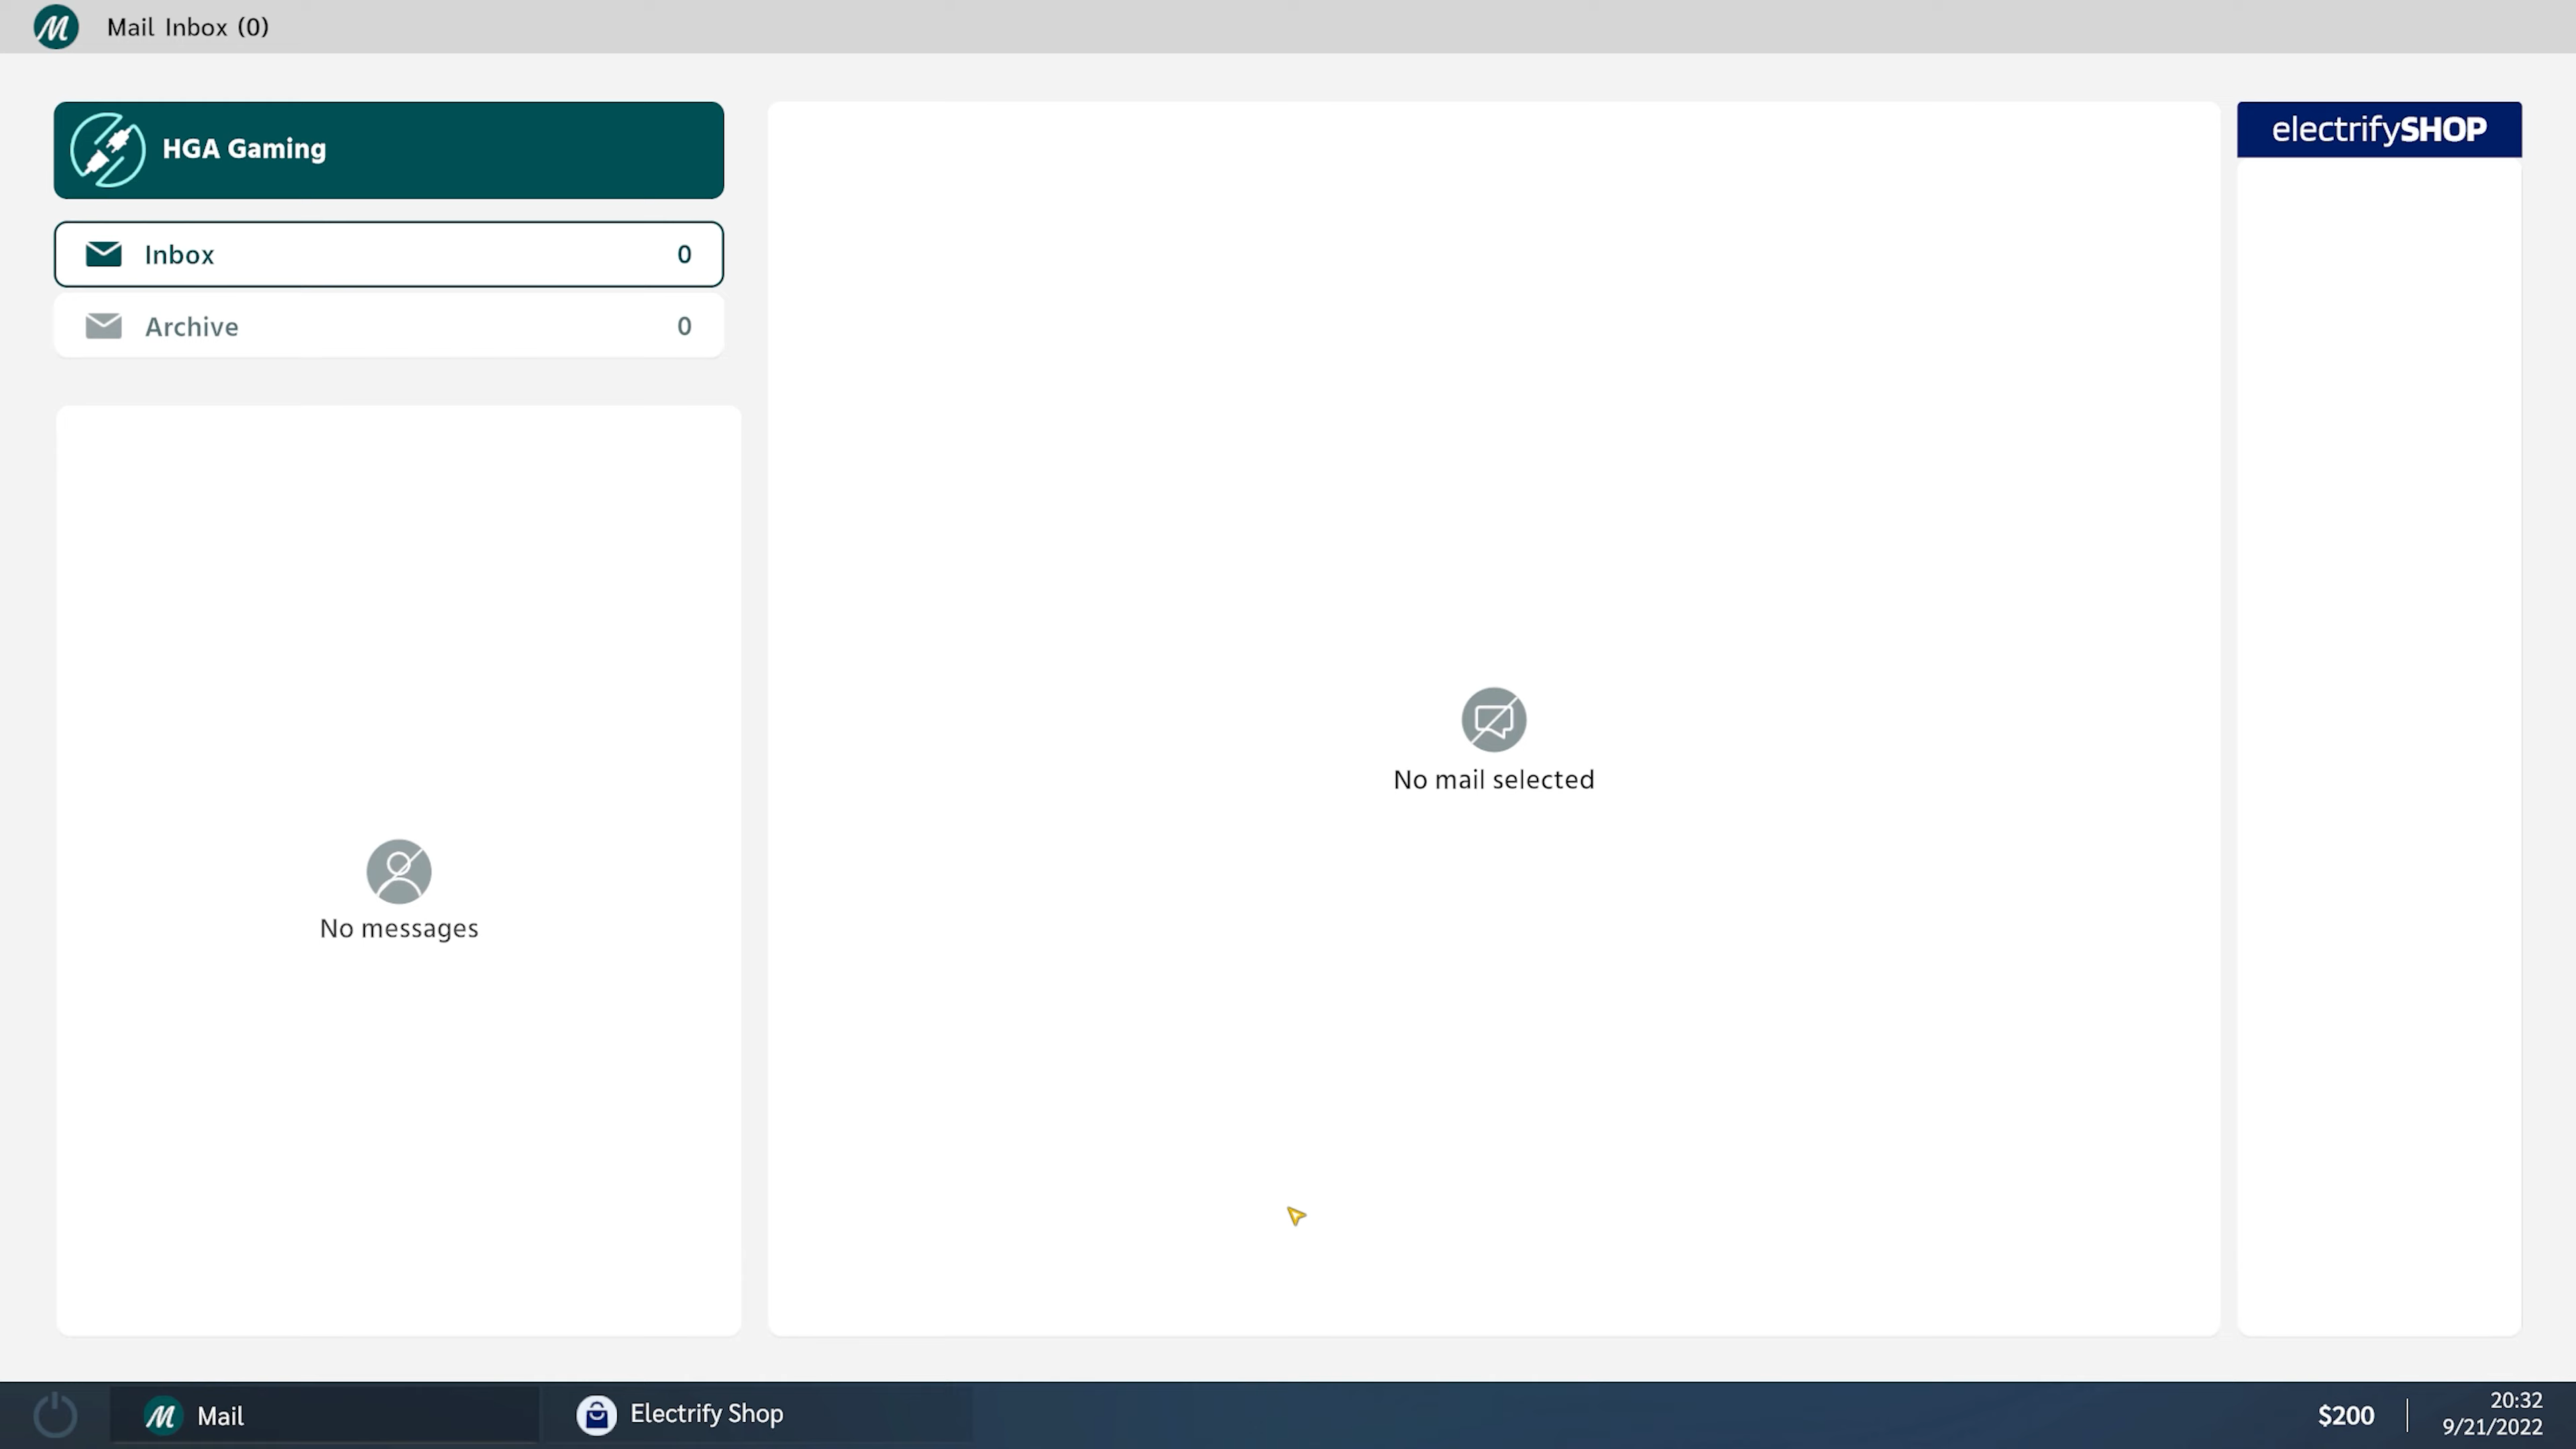 Mail Inbox (0)
HGA Gaming
electrifySHOP
Inbox 0
Archive 0
No mail selected
No messages
Mail
Electrify Shop
$200
20:32
9/21/2022